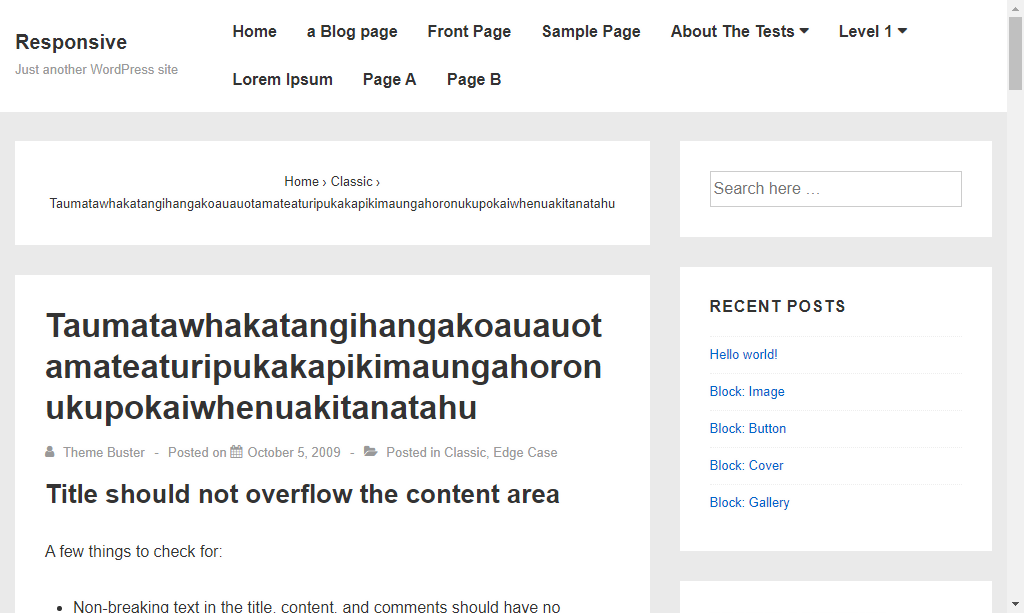 Responsive
Just another WordPress site
Home a Blog page Front Page Sample Page About The Tests Level 1
Lorem Ipsum Page A Page B
Home › Classic ›
Taumatawhakatangihangakoauauotamateaturipukakapikimaungahoronukupokaiwhenuakitanatahu
Taumatawhakatangihangakoauauot
amateaturipukakapikimaungahoron
ukupokaiwhenuakitanatahu
Theme Buster - Posted on October 5, 2009 - Posted in Classic, Edge Case
Title should not overflow the content area
A few things to check for:
• Non-breaking text in the title, content, and comments should have no
Search here ...
RECENT POSTS
Hello world!
Block: Image
Block: Button
Block: Cover
Block: Gallery